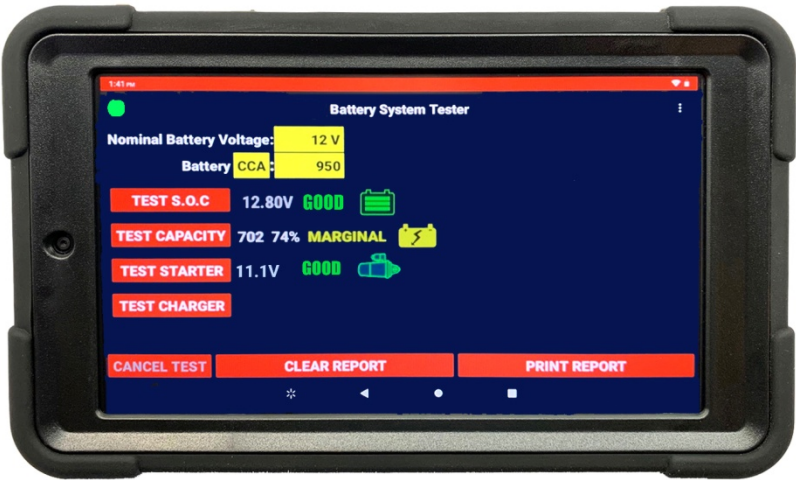 1:41 PM
Battery System Tester
Nominal Battery Voltage: 12 V
Battery CCA : 950
TEST S.O.C 12.80V GOOD
TEST CAPACITY 702 74% MARGINAL
TEST STARTER 11.1V GOOD
TEST CHARGER
CANCEL TEST CLEAR REPORT PRINT REPORT